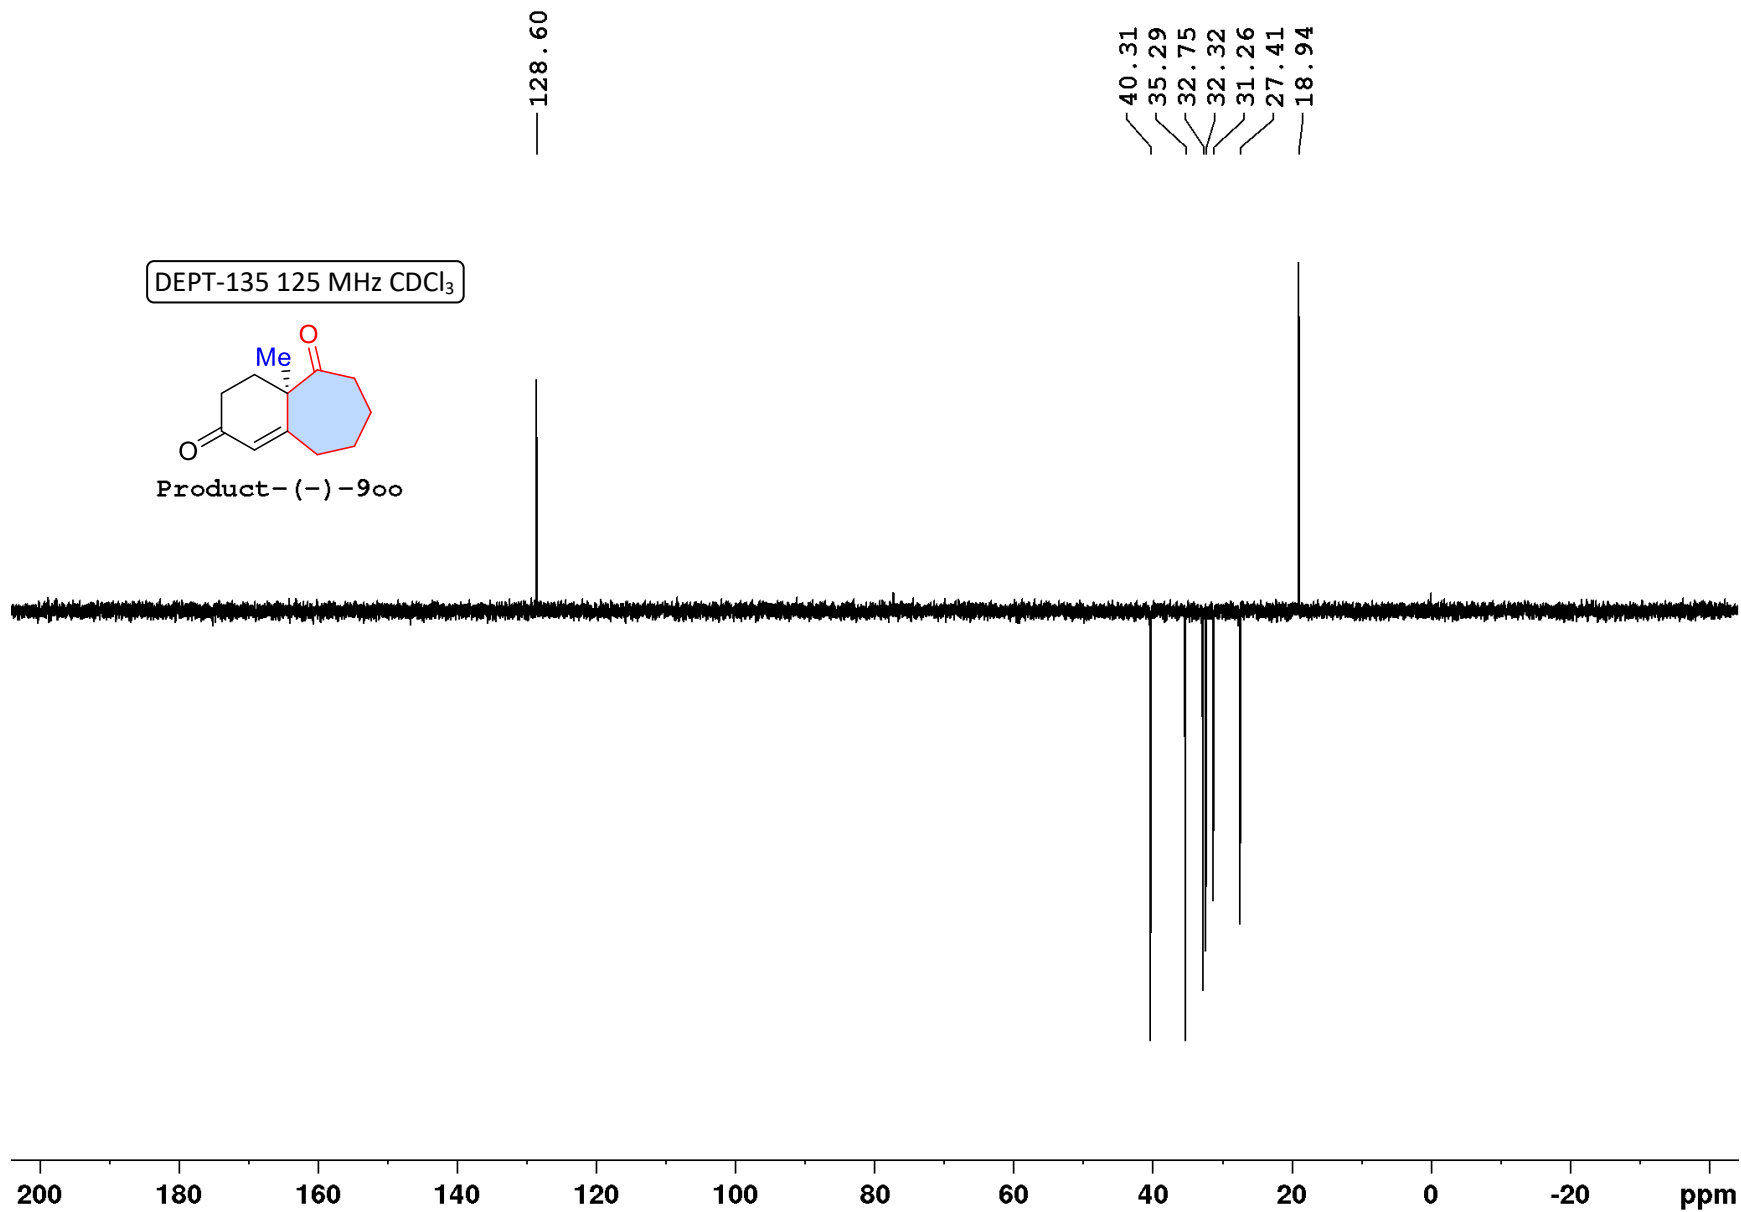 128.60
40.31
35.29
32.75
32.32
31.26
27.41
18.94
DEPT-135 125 MHz CDCl₃
O
Me
O
Product-(-)-9oo
200 180 160 140 120 100 80 60 40 20 0 -20 ppm